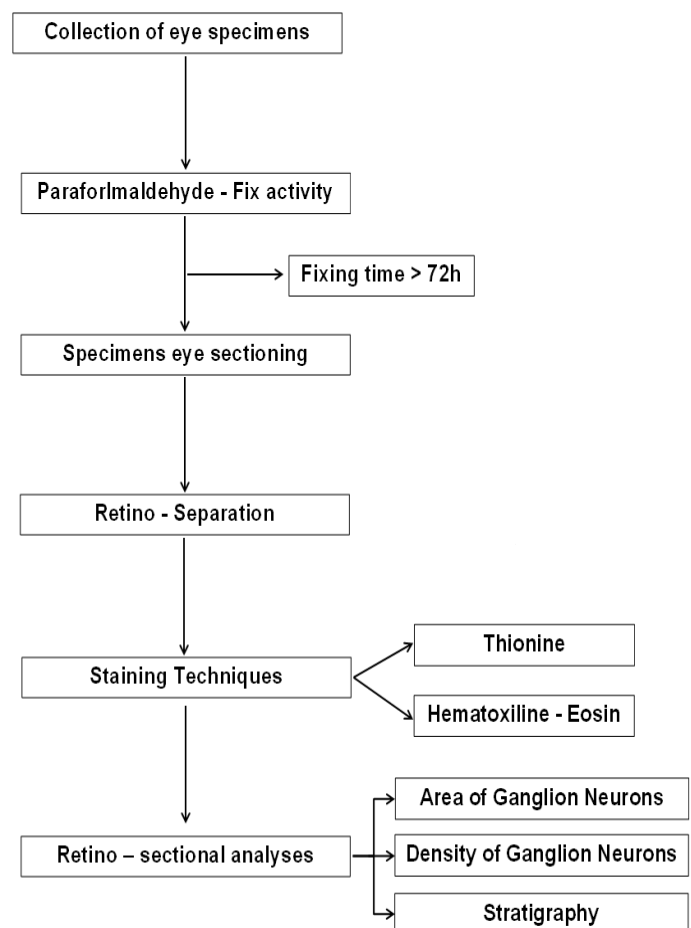 Collection of eye specimens
Paraforlmaldehyde - Fix activity
Fixing time > 72h
Specimens eye sectioning
Retino - Separation
Staining Techniques
Thionine
Hematoxiline - Eosin
Retino – sectional analyses
Area of Ganglion Neurons
Density of Ganglion Neurons
Stratigraphy